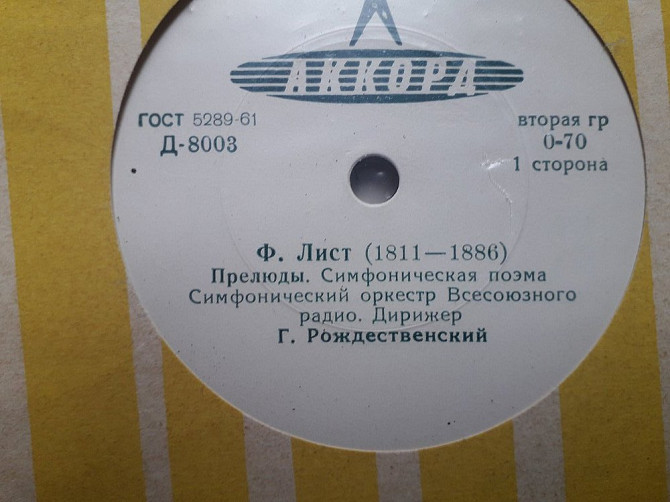 АККОРД
ГОСТ 5289-61
Д-8003
вторая гр
0-70
1 сторона
Ф. Лист (1811—1886)
Прелюды. Симфоническая поэма
Симфонический оркестр Всесоюзного
радио. Дирижер
Г. Рождественский